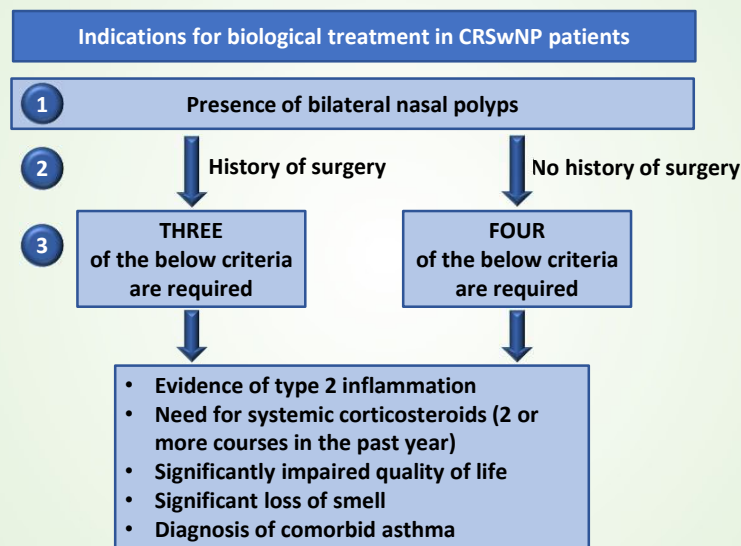 Indications for biological treatment in CRSwNP patients
1
Presence of bilateral nasal polyps
2
History of surgery
No history of surgery
3
THREE
of the below criteria
are required
FOUR
of the below criteria
are required
• Evidence of type 2 inflammation
• Need for systemic corticosteroids (2 or
more courses in the past year)
• Significantly impaired quality of life
• Significant loss of smell
• Diagnosis of comorbid asthma